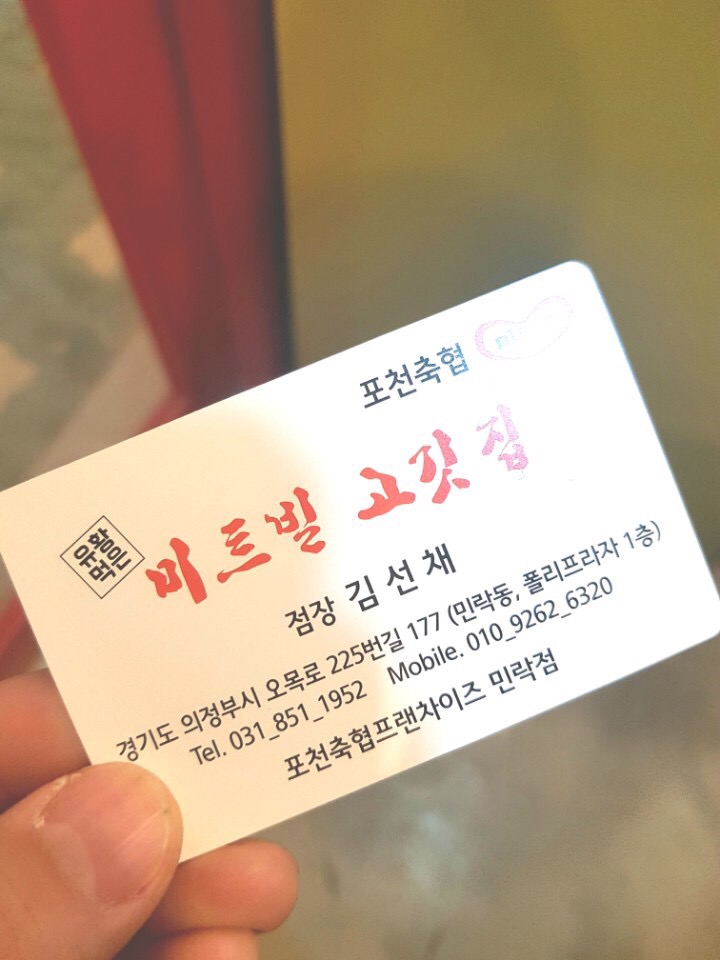 포천축협
유황
먹은
미트빌 고깃집
점장 김선채
경기도 의정부시 오목로 225번길 177 (민락동, 폴리프라자 1층)
Tel. 031_851_1952 Mobile. 010_9262_6320
포천축협프랜차이즈 민락점